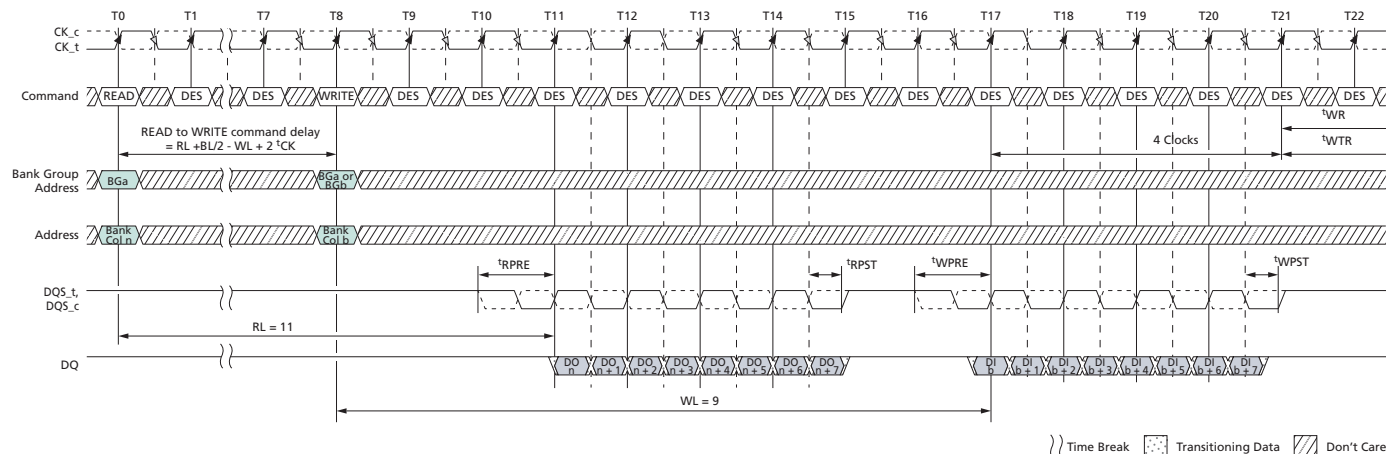 T0 T1 T7 T8 T9 T10 T11 T12 T13 T14 T15 T16 T17 T18 T19 T20 T21 T22
CK_c
CK_t
Command READ DES DES WRITE DES DES DES DES DES DES DES DES DES DES DES DES DES DES
tWR
READ to WRITE command delay
= RL +BL/2 - WL + 2 tCK
4 Clocks
tWTR
Bank Group
Address
BGa
BGa or
BGb
Address
Bank
Col n
Bank
Col b
tRPRE tRPST tWPRE tWPST
DQS_t,
DQS_c
RL = 11
DQ
DO
n
DO
n + 1
DO
n + 2
DO
n + 3
DO
n + 4
DO
n + 5
DO
n + 6
DO
n + 7
DI
b
DI
b + 1
DI
b + 2
DI
b + 3
DI
b + 4
DI
b + 5
DI
b + 6
DI
b + 7
WL = 9
Time Break Transitioning Data Don't Care